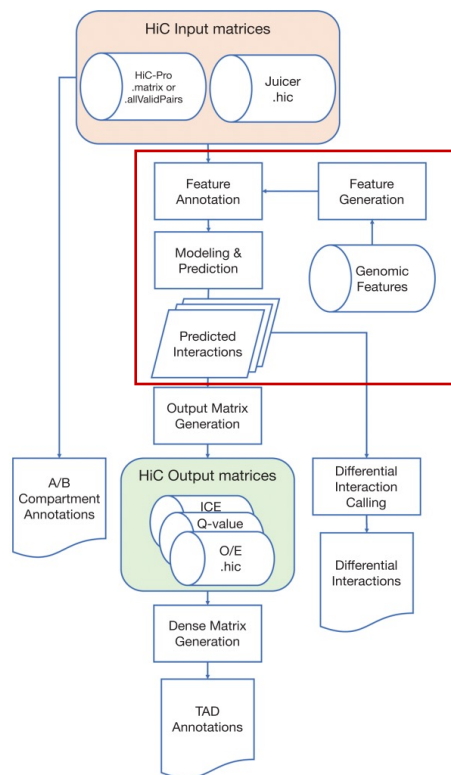 HiC Input matrices
HiC-Pro
.matrix or
.allValidPairs
Juicer
.hic
Feature
Annotation
Feature
Generation
Modeling &
Prediction
Genomic
Features
Predicted
Interactions
Output Matrix
Generation
A/B
Compartment
Annotations
HiC Output matrices
ICE
Q-value
O/E
.hic
Differential
Interaction
Calling
Differential
Interactions
Dense Matrix
Generation
TAD
Annotations